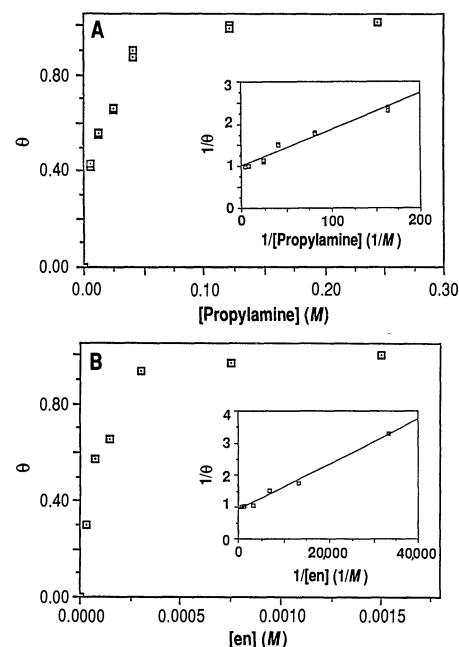 A
0.80
0.40
0.00
θ
0.00 0.10 0.20 0.30
[Propylamine] (M)
3
2
1
0
1/θ
0 100 200
1/[Propylamine] (1/M)
B
0.80
0.40
0.00
θ
0.0000 0.0005 0.0010 0.0015
[en] (M)
4
3
2
1
0
1/θ
0 20,000 40,000
1/[en] (1/M)